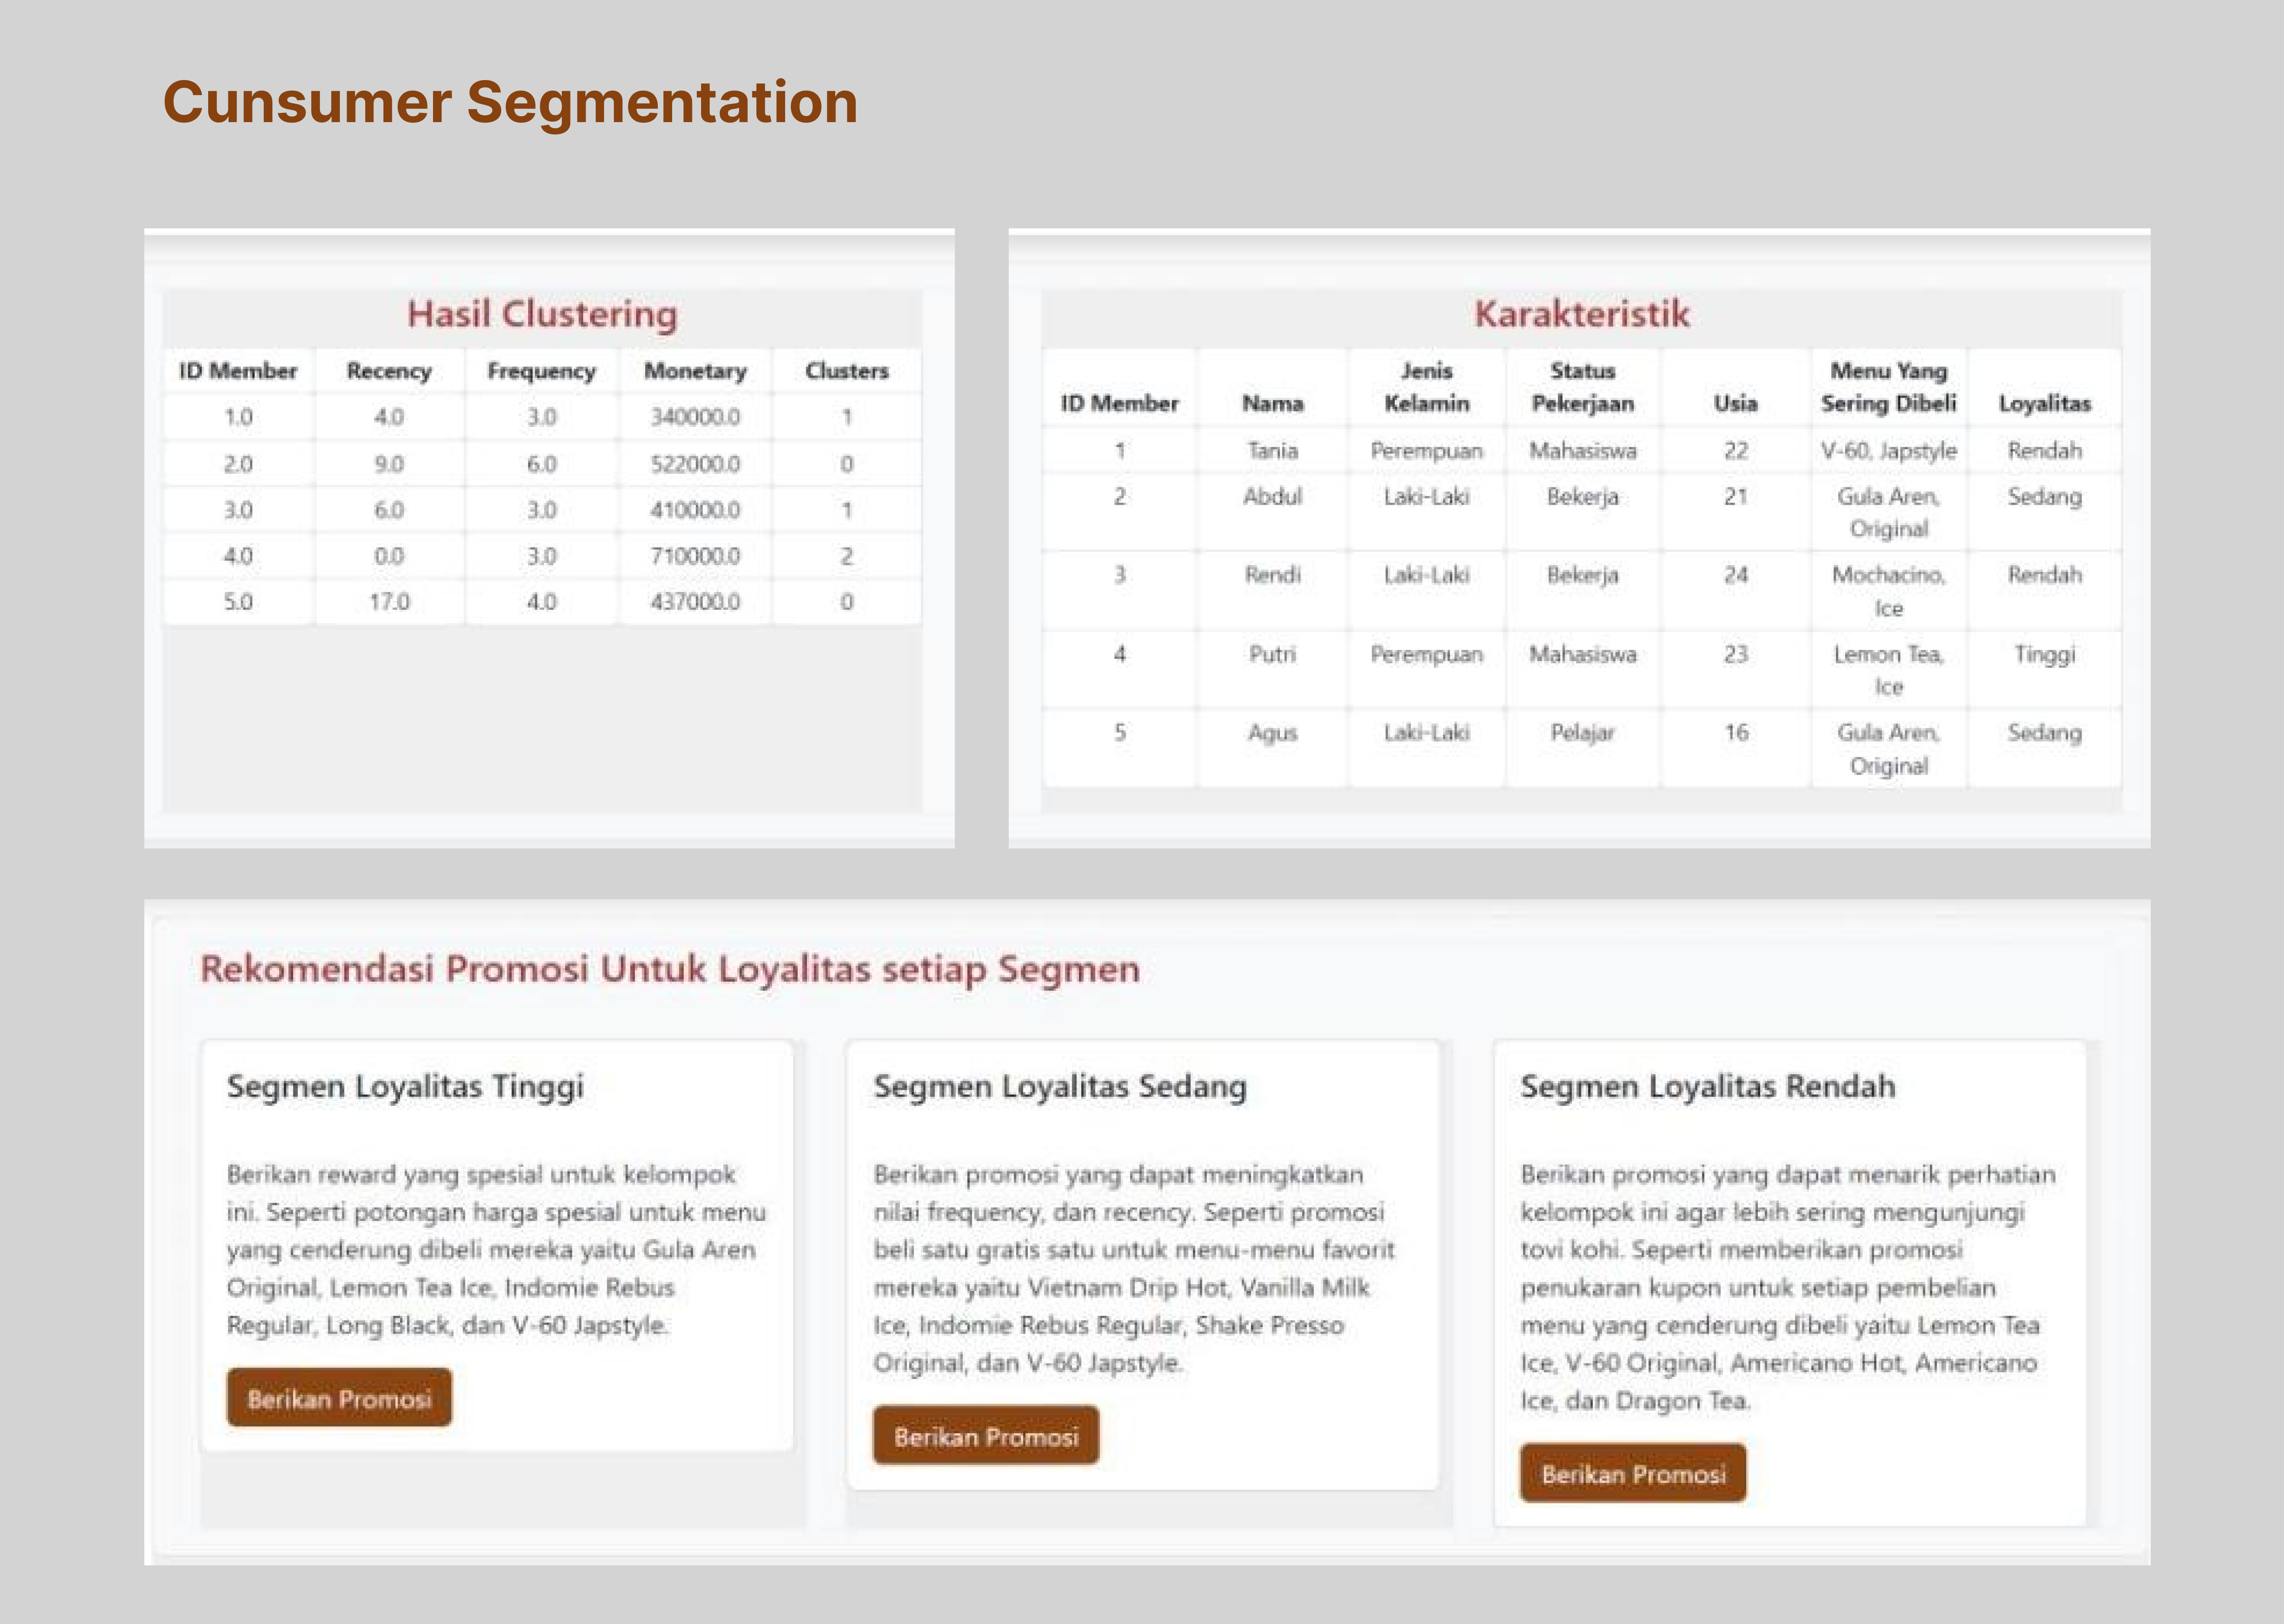 Cunsumer Segmentation
Hasil Clustering
ID Member Recency Frequency Monetary Clusters
1.0 4.0 3.0 340000.0 1
2.0 9.0 6.0 522000.0 0
3.0 6.0 3.0 410000.0 1
4.0 0.0 3.0 710000.0 2
5.0 17.0 4.0 437000.0 0
Karakteristik
Jenis Status Menu Yang
ID Member Nama Kelamin Pekerjaan Usia Sering Dibeli Loyalitas
1 Tania Perempuan Mahasiswa 22 V-60, Japstyle Rendah
2 Abdul Laki-Laki Bekerja 21 Gula Aren, Sedang
Original
3 Rendi Laki-Laki Bekerja 24 Mochacino, Rendah
Ice
4 Putri Perempuan Mahasiswa 23 Lemon Tea, Tinggi
Ice
5 Agus Laki-Laki Pelajar 16 Gula Aren, Sedang
Original
Rekomendasi Promosi Untuk Loyalitas setiap Segmen
Segmen Loyalitas Tinggi
Berikan reward yang spesial untuk kelompok
ini. Seperti potongan harga spesial untuk menu
yang cenderung dibeli mereka yaitu Gula Aren
Original, Lemon Tea Ice, Indomie Rebus
Regular, Long Black, dan V-60 Japstyle.
Berikan Promosi
Segmen Loyalitas Sedang
Berikan promosi yang dapat meningkatkan
nilai frequency, dan recency. Seperti promosi
beli satu gratis satu untuk menu-menu favorit
mereka yaitu Vietnam Drip Hot, Vanilla Milk
Ice, Indomie Rebus Regular, Shake Presso
Original, dan V-60 Japstyle.
Berikan Promosi
Segmen Loyalitas Rendah
Berikan promosi yang dapat menarik perhatian
kelompok ini agar lebih sering mengunjungi
tovi kohi. Seperti memberikan promosi
penukaran kupon untuk setiap pembelian
menu yang cenderung dibeli yaitu Lemon Tea
Ice, V-60 Original, Americano Hot, Americano
Ice, dan Dragon Tea.
Berikan Promosi